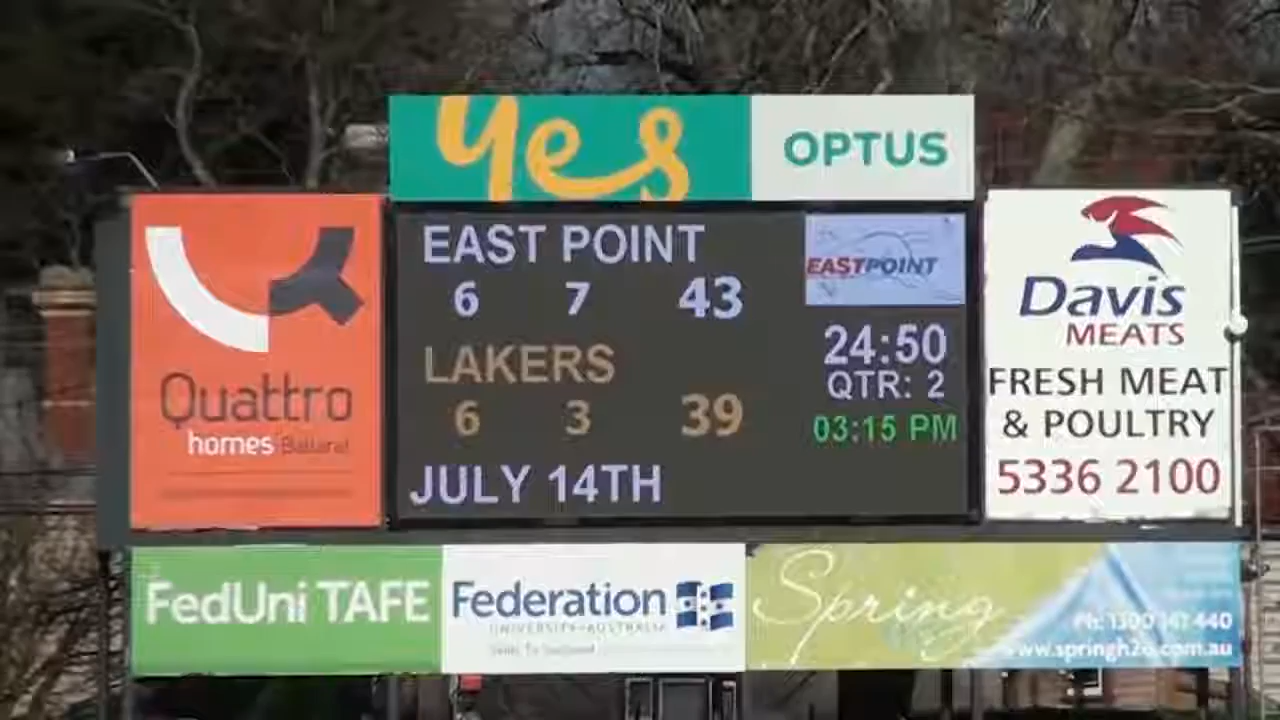 yes
OPTUS
EAST POINT
6 7 43
EASTPOINT
LAKERS
6 3 39
24:50
QTR: 2
03:15 PM
JULY 14TH
Quattro
homes Ballarat
Davis
MEATS
FRESH MEAT
& POULTRY
5336 2100
FedUni TAFE
Federation
UNIVERSITY•AUSTRALIA
Spring
Ph: 1300 141 440
www.springh2o.com.au